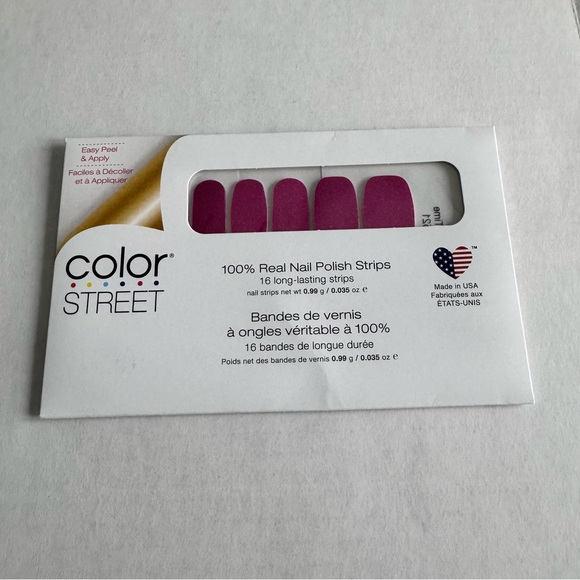 Easy Peel
& Apply
Faciles à Décoller
et à Appliquer
color®
STREET
100% Real Nail Polish Strips
16 long-lasting strips
nail strips net wt 0.99 g / 0.035 oz e
Bandes de vernis
à ongles véritable à 100%
16 bandes de longue durée
Poids net des bandes de vernis 0.99 g / 0.035 oz e
™
Made in USA
Fabriquées aux
ÉTATS-UNIS